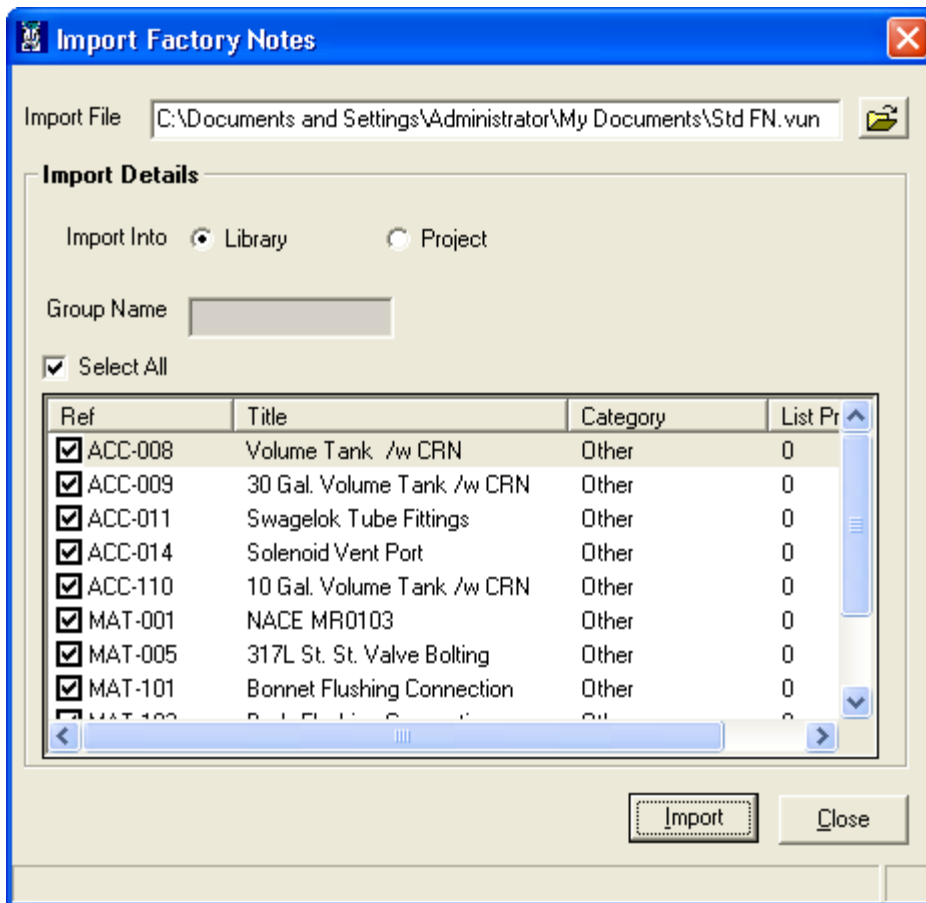 Import Factory Notes
Import File C:\Documents and Settings\Administrator\My Documents\Std FN.vun
Import Details
Import Into Library Project
Group Name
Select All
Ref Title Category List Pr
ACC-008 Volume Tank /w CRN Other 0
ACC-009 30 Gal. Volume Tank /w CRN Other 0
ACC-011 Swagelok Tube Fittings Other 0
ACC-014 Solenoid Vent Port Other 0
ACC-110 10 Gal. Volume Tank /w CRN Other 0
MAT-001 NACE MR0103 Other 0
MAT-005 317L St. St. Valve Bolting Other 0
MAT-101 Bonnet Flushing Connection Other 0
Import Close